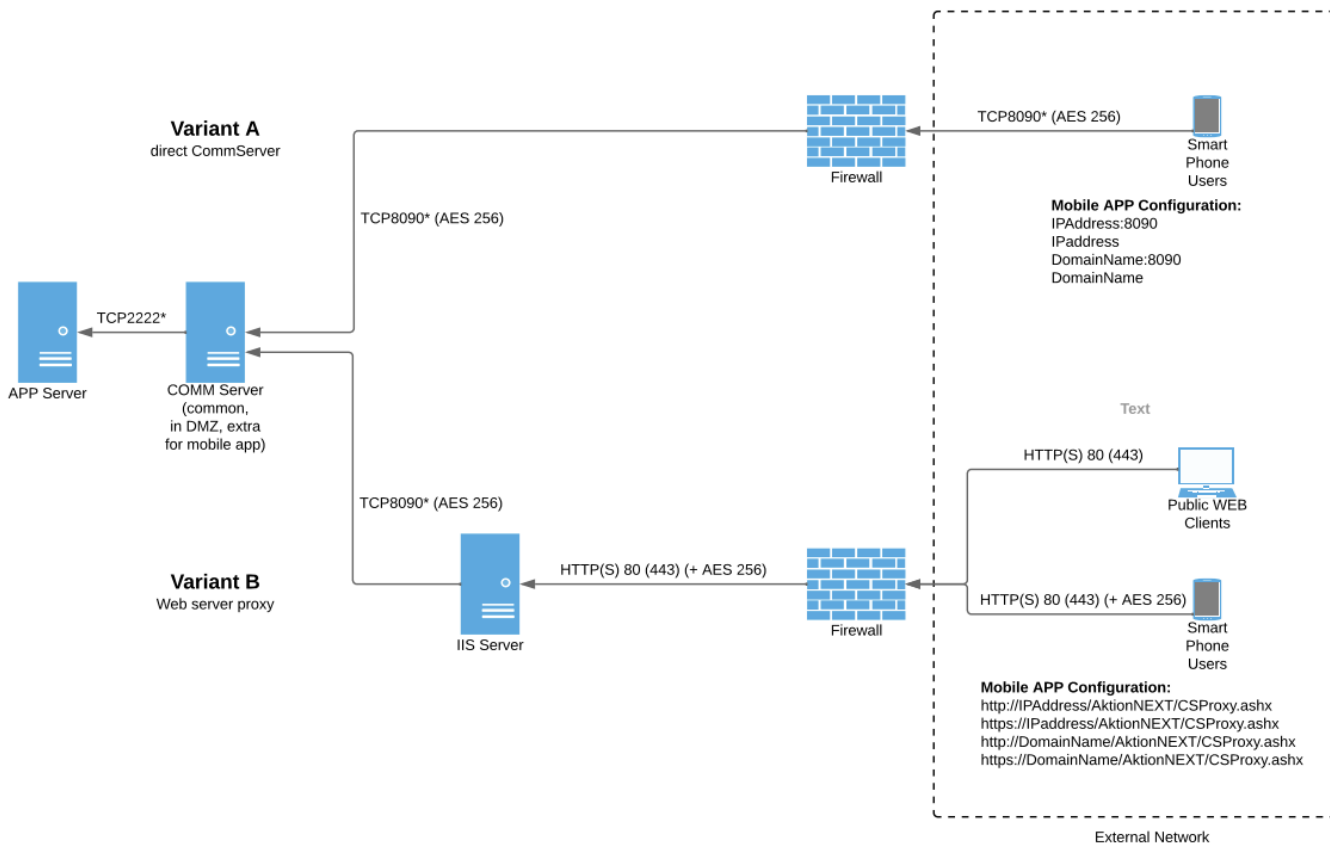 Variant A
direct CommServer
TCP8090* (AES 256)
Firewall
TCP8090* (AES 256)
Smart
Phone
Users
Mobile APP Configuration:
IPAddress:8090
IPaddress
DomainName:8090
DomainName
TCP2222*
APP Server
COMM Server
(common,
in DMZ, extra
for mobile app)
Text
HTTP(S) 80 (443)
Public WEB
Clients
TCP8090* (AES 256)
Variant B
Web server proxy
IIS Server
HTTP(S) 80 (443) (+ AES 256)
Firewall
HTTP(S) 80 (443) (+ AES 256)
Smart
Phone
Users
Mobile APP Configuration:
http://IPAddress/AktionNEXT/CSProxy.ashx
https://IPaddress/AktionNEXT/CSProxy.ashx
http://DomainName/AktionNEXT/CSProxy.ashx
https://DomainName/AktionNEXT/CSProxy.ashx
External Network